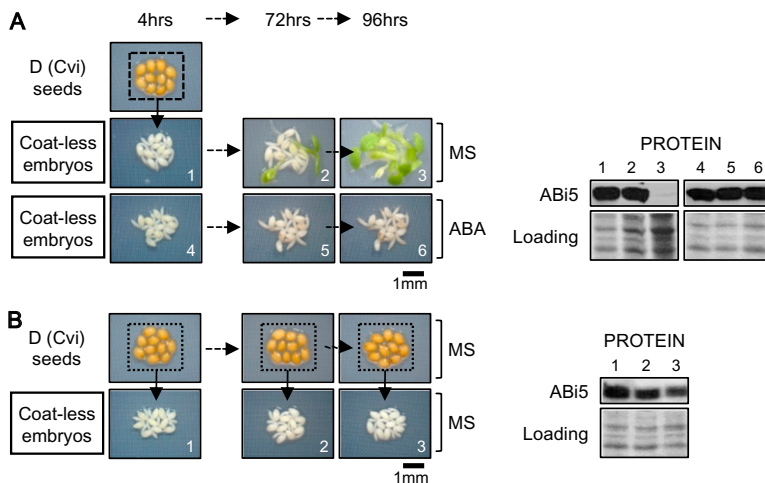 A
4hrs 72hrs 96hrs
D (Cvi)
seeds
Coat-less
embryos
1 2 3
MS
Coat-less
embryos
4 5 6
ABA
1mm
PROTEIN
1 2 3 4 5 6
ABi5
Loading
B
D (Cvi)
seeds
MS
Coat-less
embryos
1 2 3
MS
1mm
PROTEIN
1 2 3
ABi5
Loading